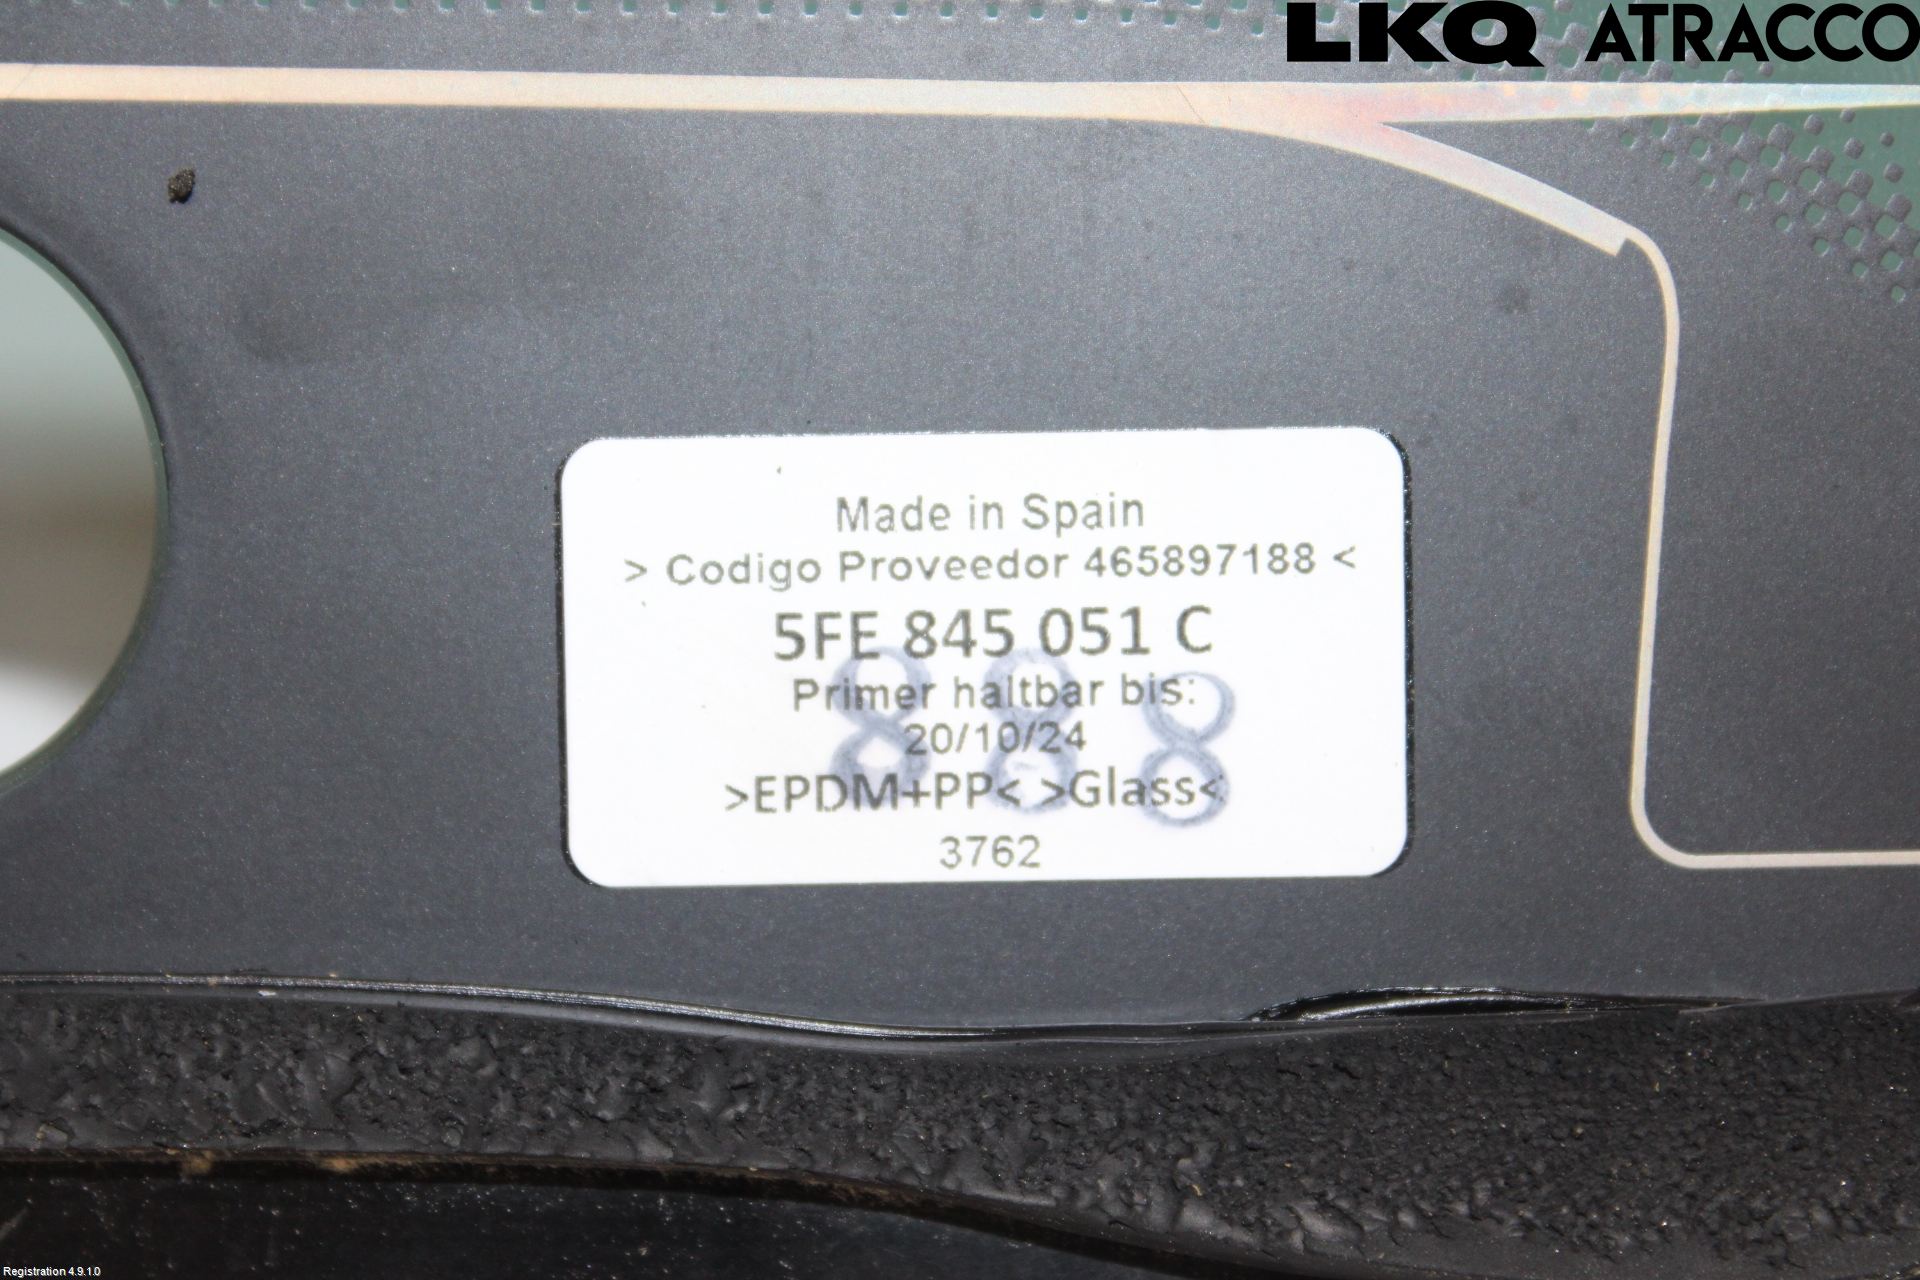 LKQ ATRACCO
Made in Spain
> Codigo Proveedor 465897188 <
5FE 845 051 C
888
Primer haltbar bis:
20/10/24
>EPDM+PP< >Glass<
3762
Registration 4.9.1.0